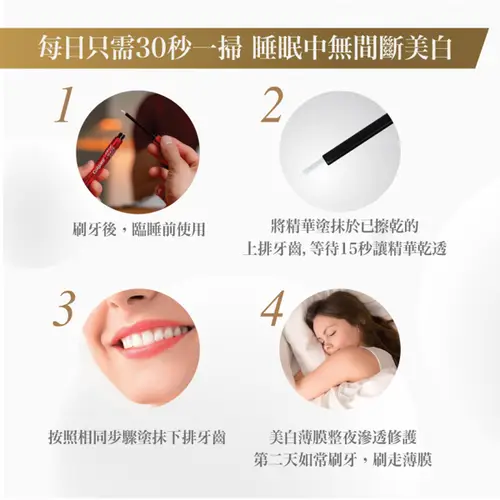 每日只需30秒一掃 睡眠中無間斷美白
1
刷牙後，臨睡前使用
2
將精華塗抹於已擦乾的
上排牙齒, 等待15秒讓精華乾透
3
按照相同步驟塗抹下排牙齒
4
美白薄膜整夜滲透修護
第二天如常刷牙，刷走薄膜